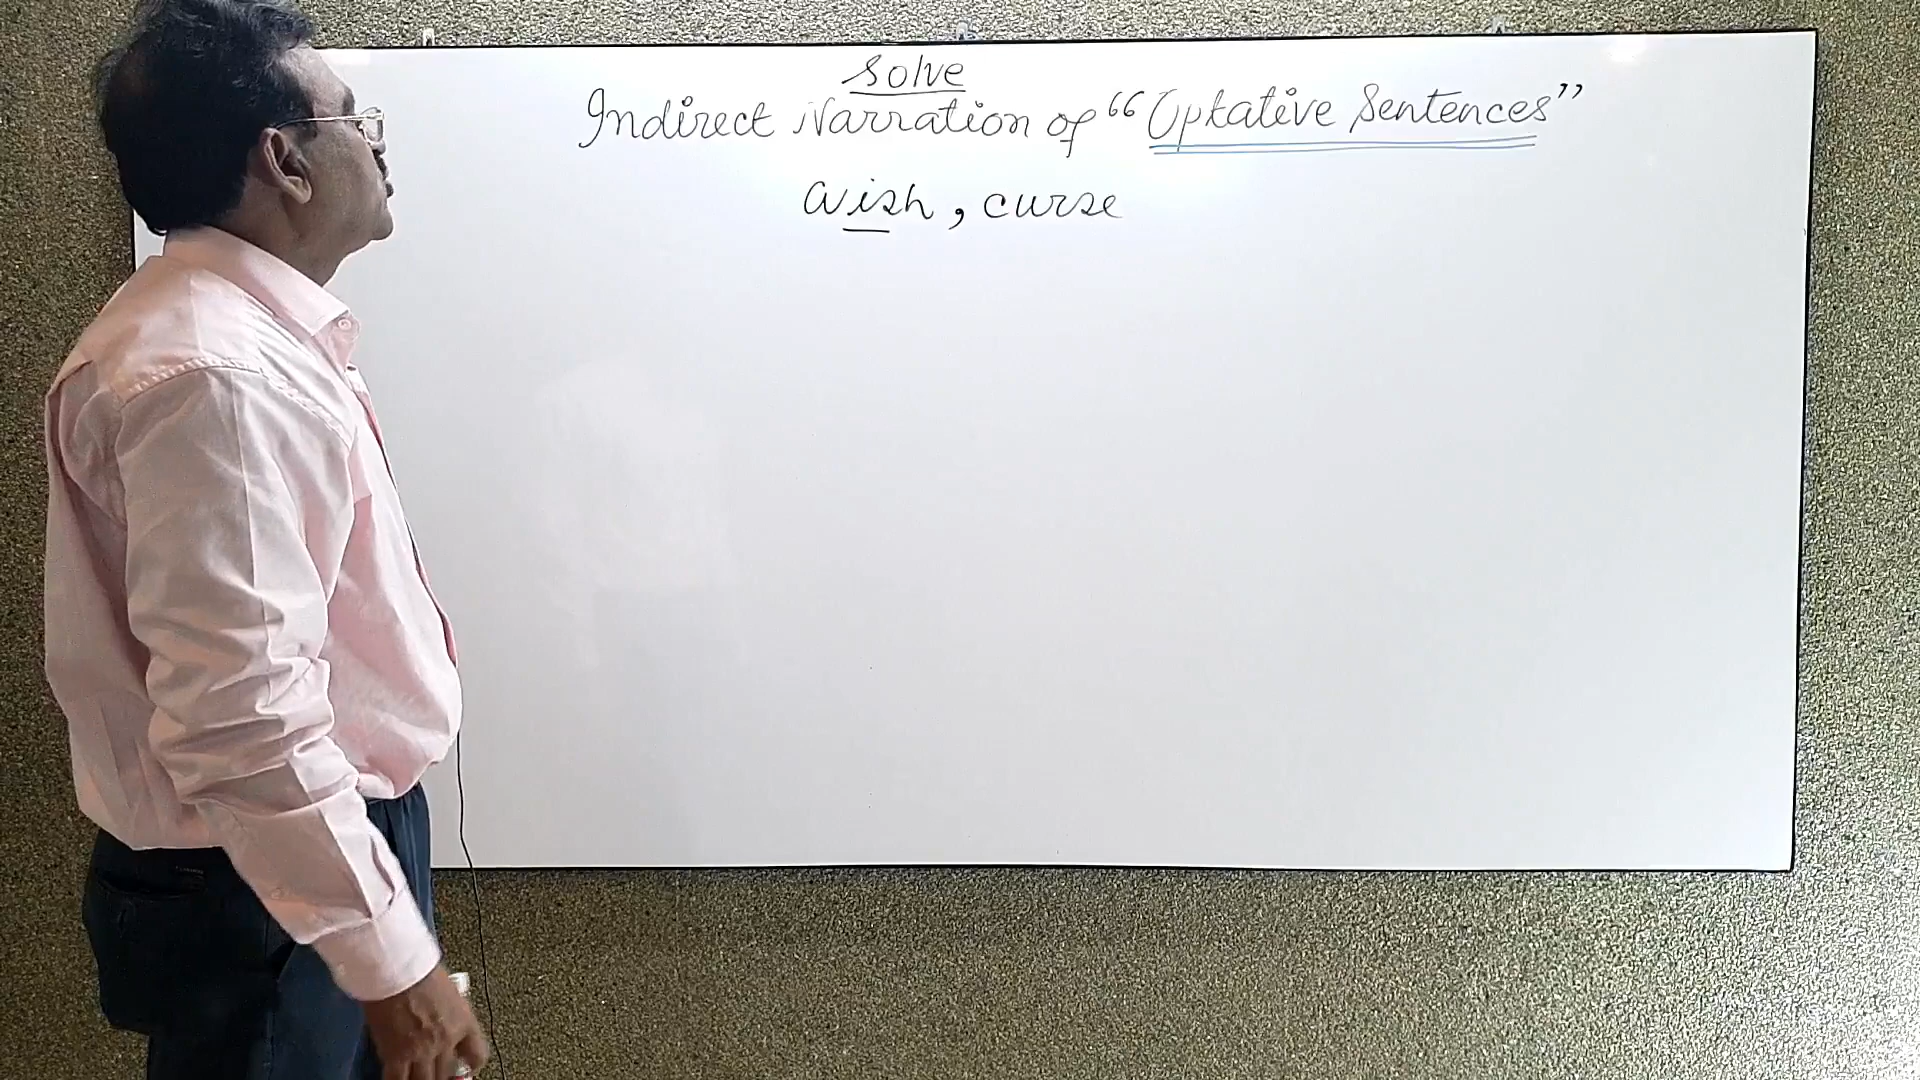 Solve
Indirect Narration of "Optative Sentences"
Wish, curse